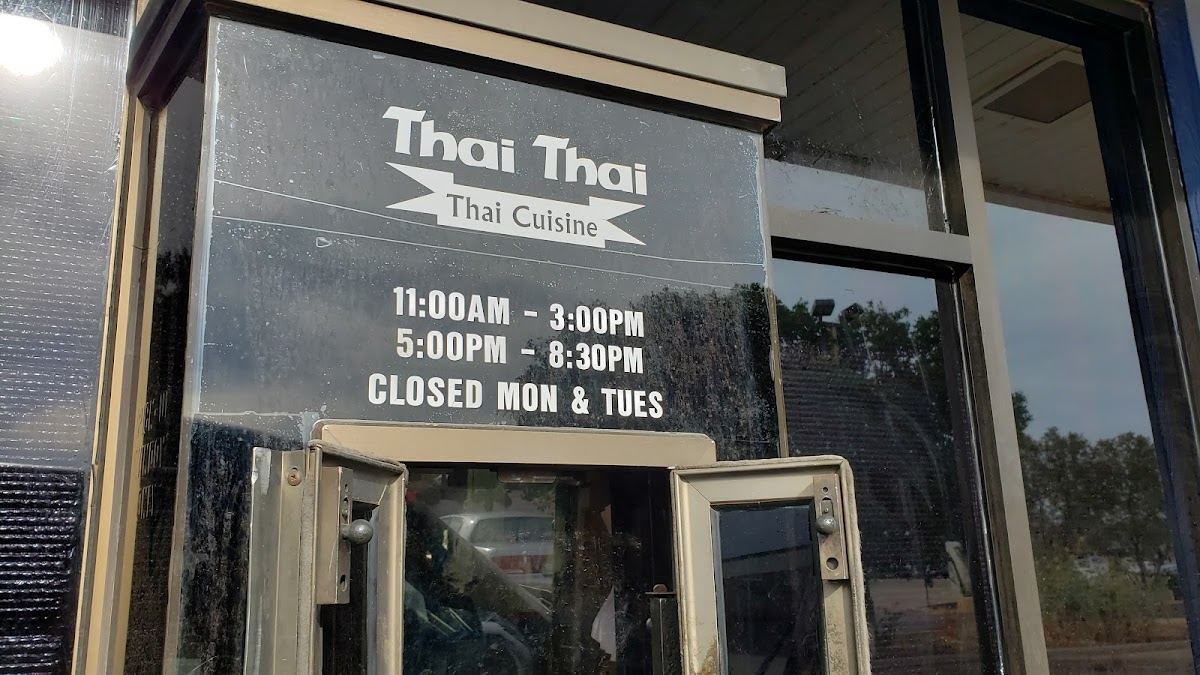 Thai Thai
Thai Cuisine
11:00AM - 3:00PM
5:00PM - 8:30PM
CLOSED MON & TUES